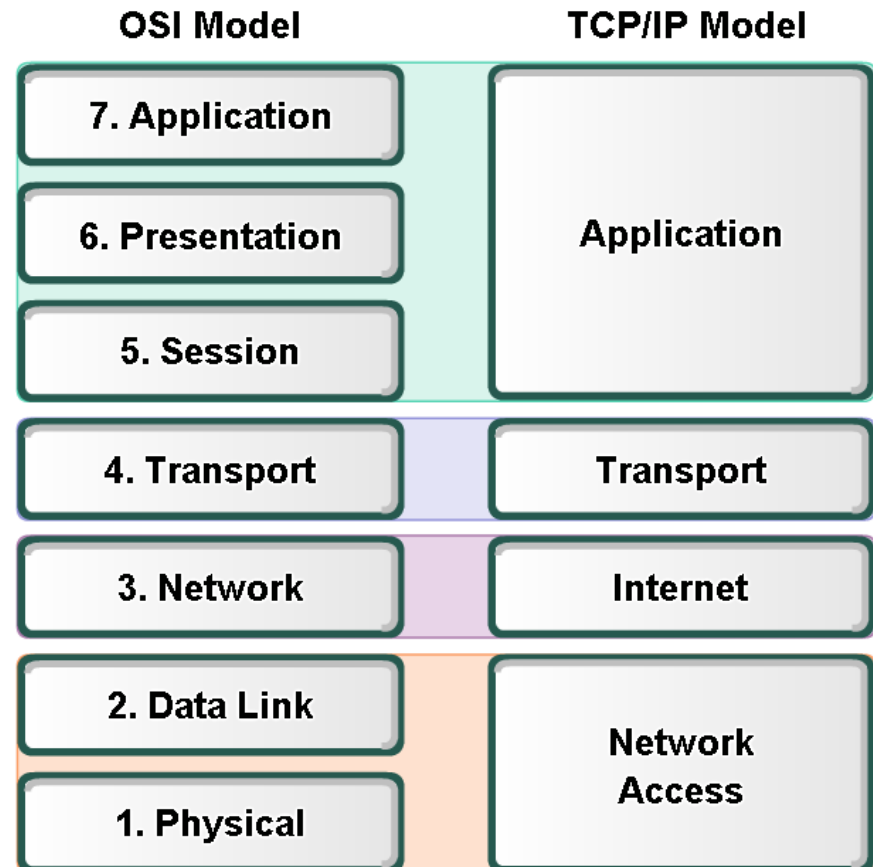 OSI Model
TCP/IP Model
7. Application
6. Presentation
5. Session
Application
4. Transport
Transport
3. Network
Internet
2. Data Link
1. Physical
Network
Access